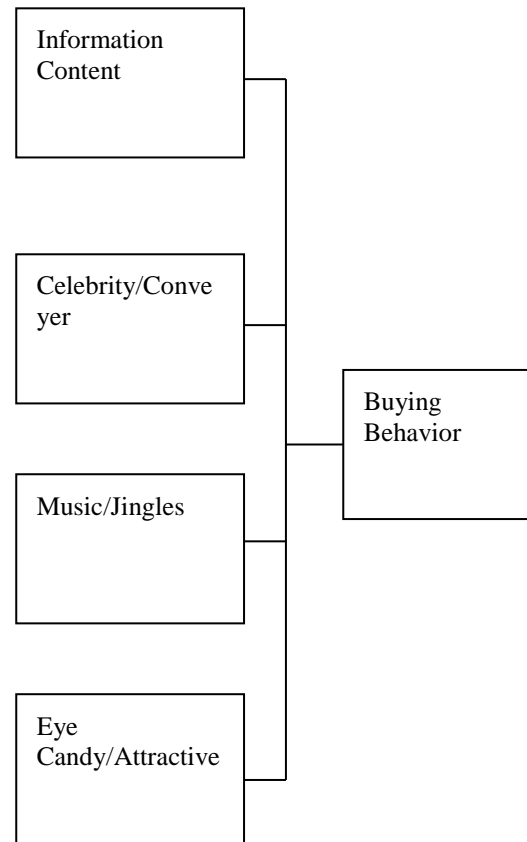 Information
Content
Celebrity/Conve
yer
Music/Jingles
Buying
Behavior
Eye
Candy/Attractive